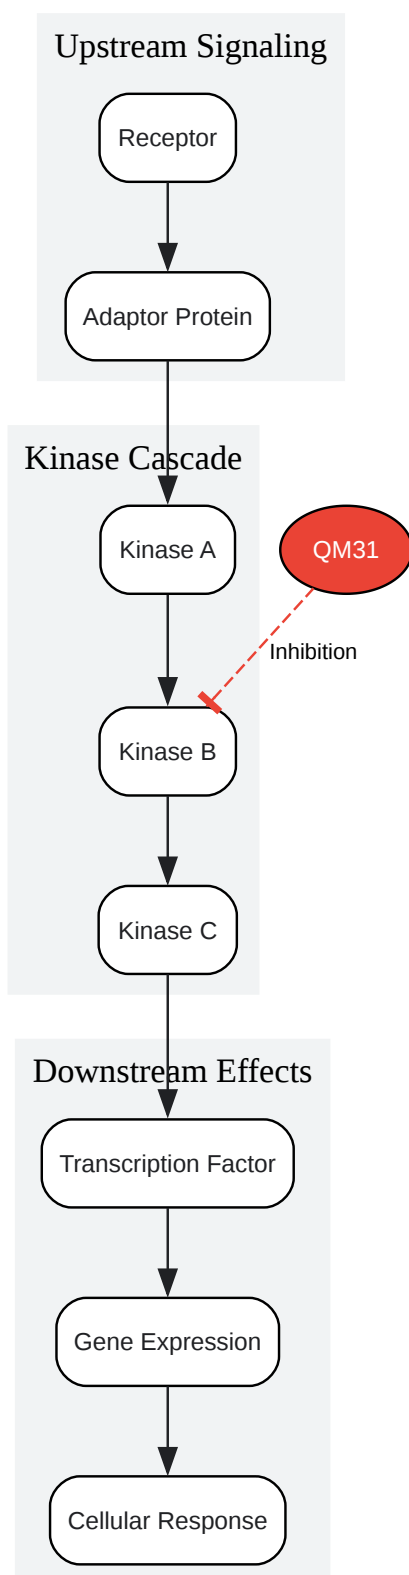 Upstream Signaling
Receptor
Adaptor Protein
Kinase Cascade
Kinase A
QM31
Inhibition
Kinase B
Kinase C
Downstream Effects
Transcription Factor
Gene Expression
Cellular Response